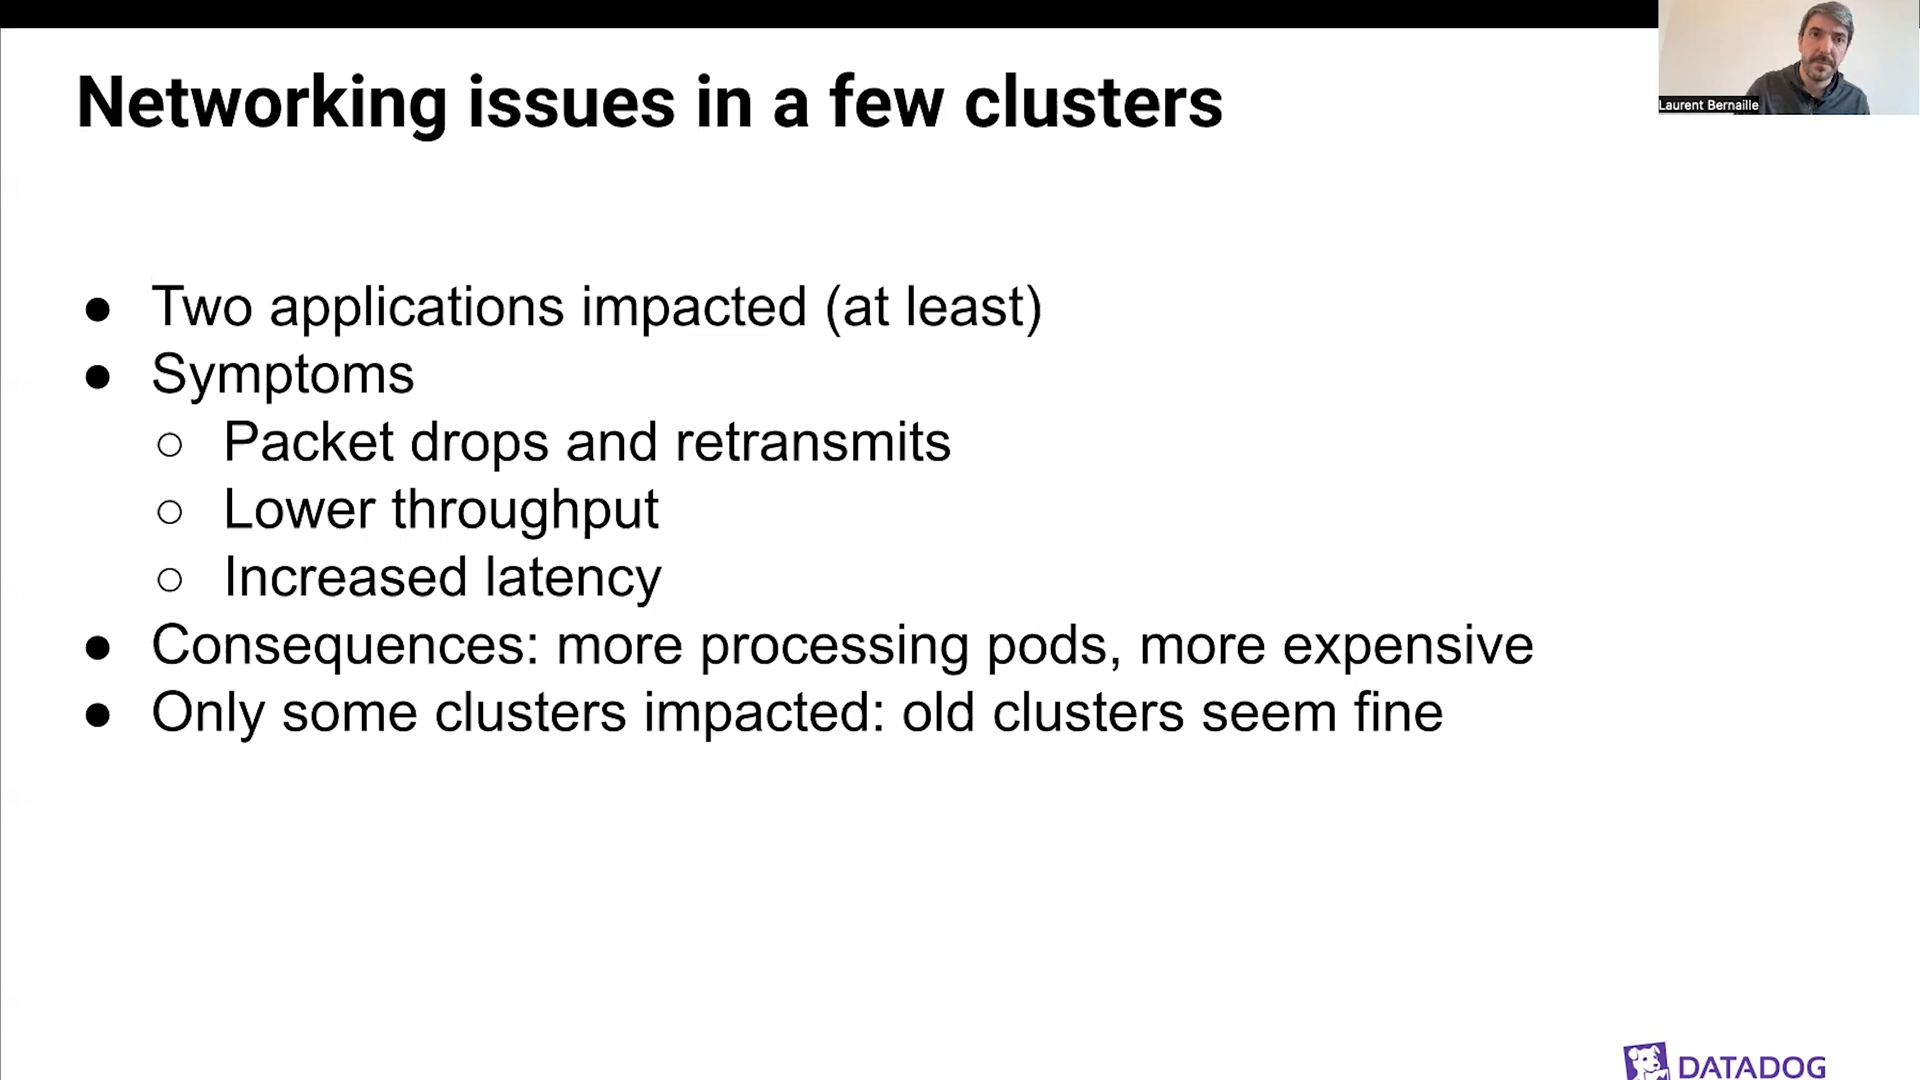 Networking issues in a few clusters
Laurent Bernaille
● Two applications impacted (at least)
● Symptoms
○ Packet drops and retransmits
○ Lower throughput
○ Increased latency
● Consequences: more processing pods, more expensive
● Only some clusters impacted: old clusters seem fine
DATADOG